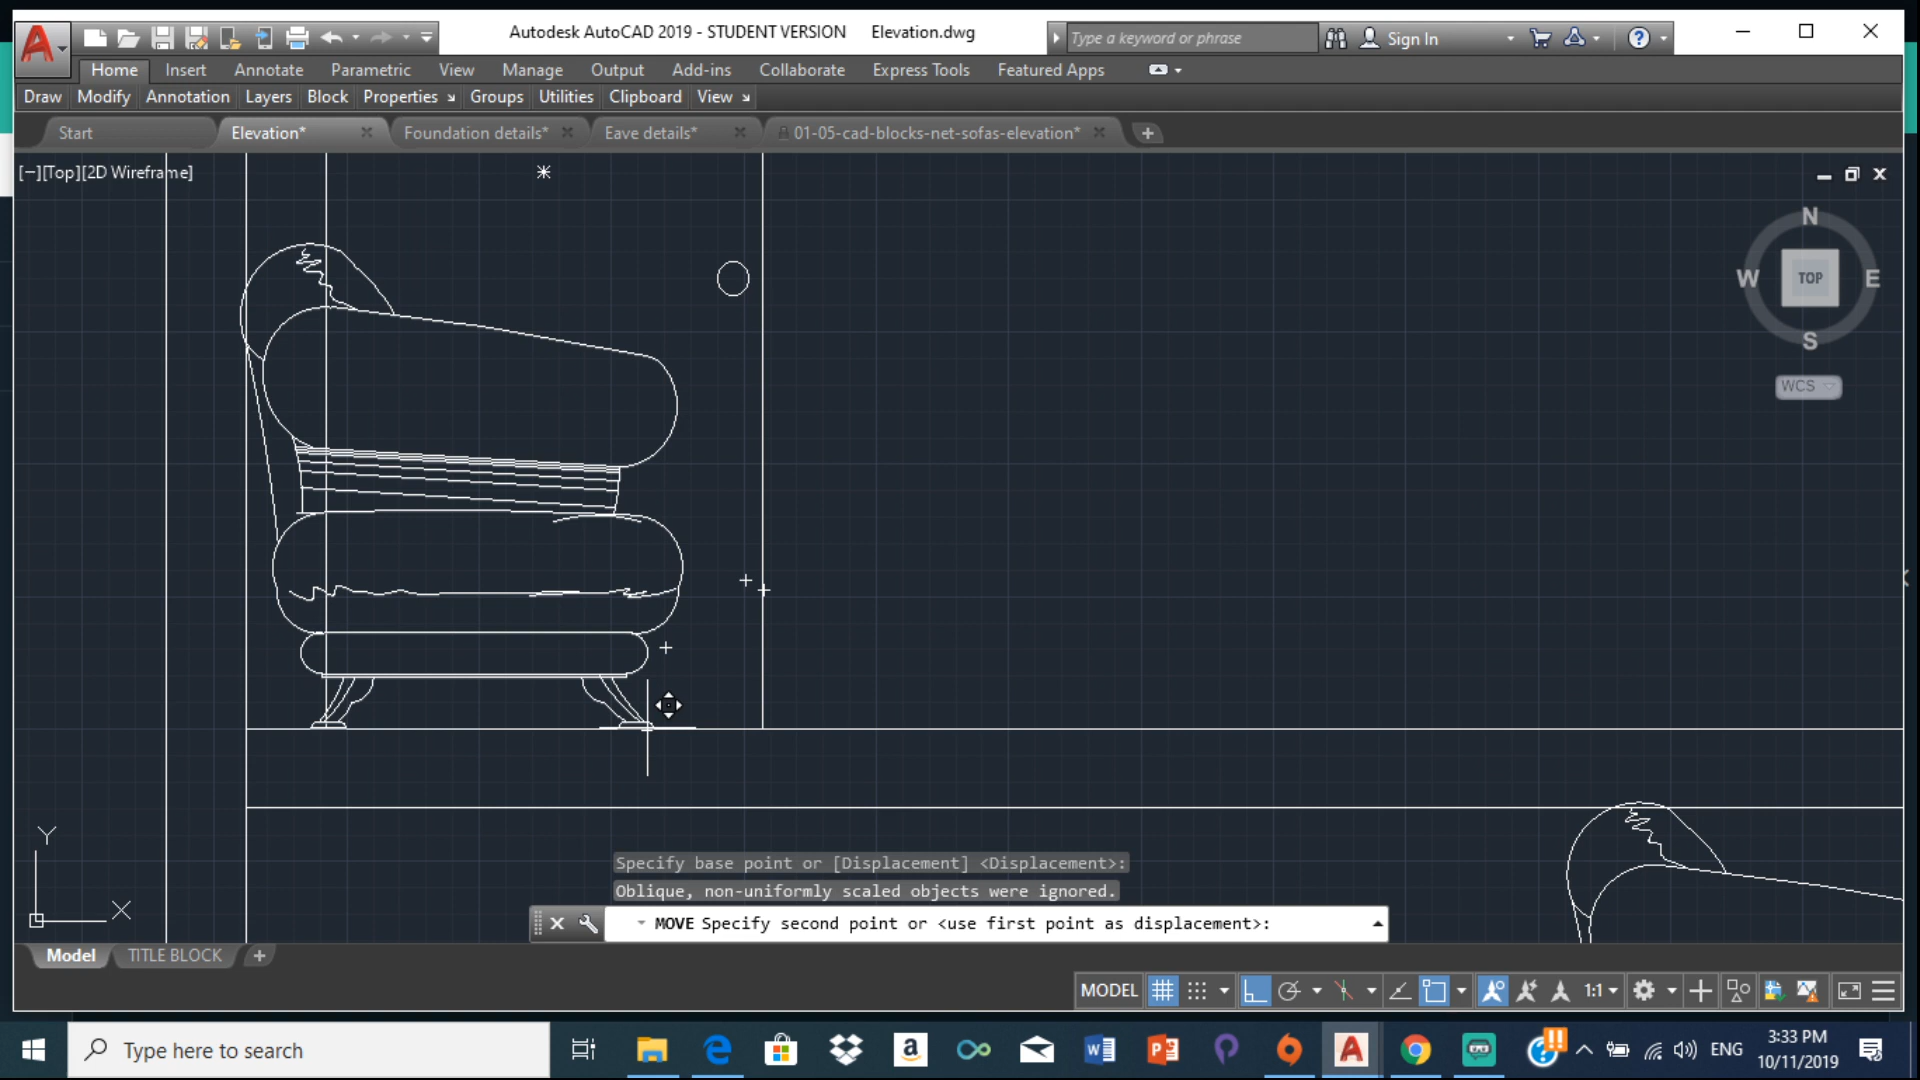 Autodesk AutoCAD 2019 - STUDENT VERSION Elevation.dwg
Type a keyword or phrase
Sign In
Home Insert Annotate Parametric View Manage Output Add-ins Collaborate Express Tools Featured Apps
Draw Modify Annotation Layers Block Properties Groups Utilities Clipboard View
Start Elevation* Foundation details* Eave details* 01-05-cad-blocks-net-sofas-elevation*
[−][Top][2D Wireframe]
N
W TOP E
S
WCS
Y
X
Specify base point or [Displacement] <Displacement>:
Oblique, non-uniformly scaled objects were ignored.
MOVE Specify second point or <use first point as displacement>:
Model TITLE BLOCK
MODEL 1:1
Type here to search
ENG
3:33 PM
10/11/2019